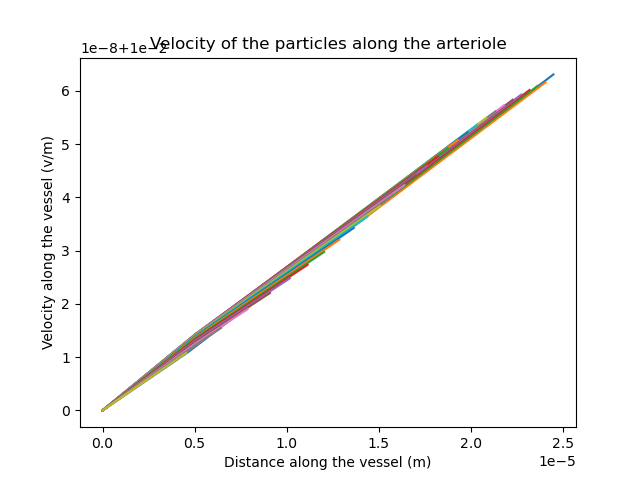 Velocity of the particles along the arteriole
1e−8+1e−2
6
5
4
3
2
1
0
Velocity along the vessel (v/m)
0.0 0.5 1.0 1.5 2.0 2.5
1e−5
Distance along the vessel (m)